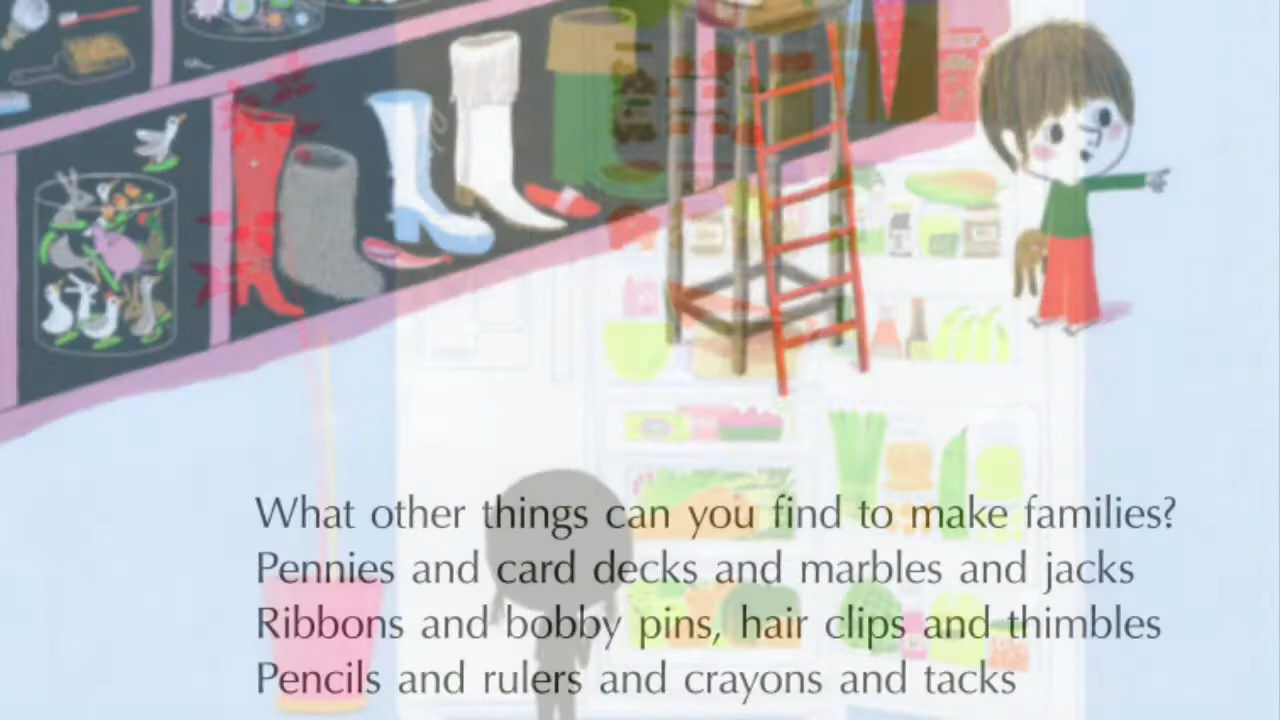 What other things can you find to make families?
Pennies and card decks and marbles and jacks
Ribbons and bobby pins, hair clips and thimbles
Pencils and rulers and crayons and tacks